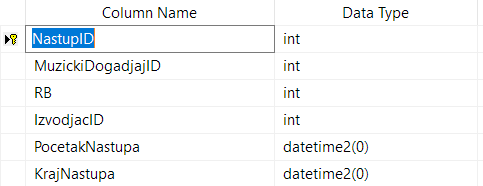 Column Name Data Type
NastupID int
MuzickiDogadjajID int
RB int
IzvodjacID int
PocetakNastupa datetime2(0)
KrajNastupa datetime2(0)